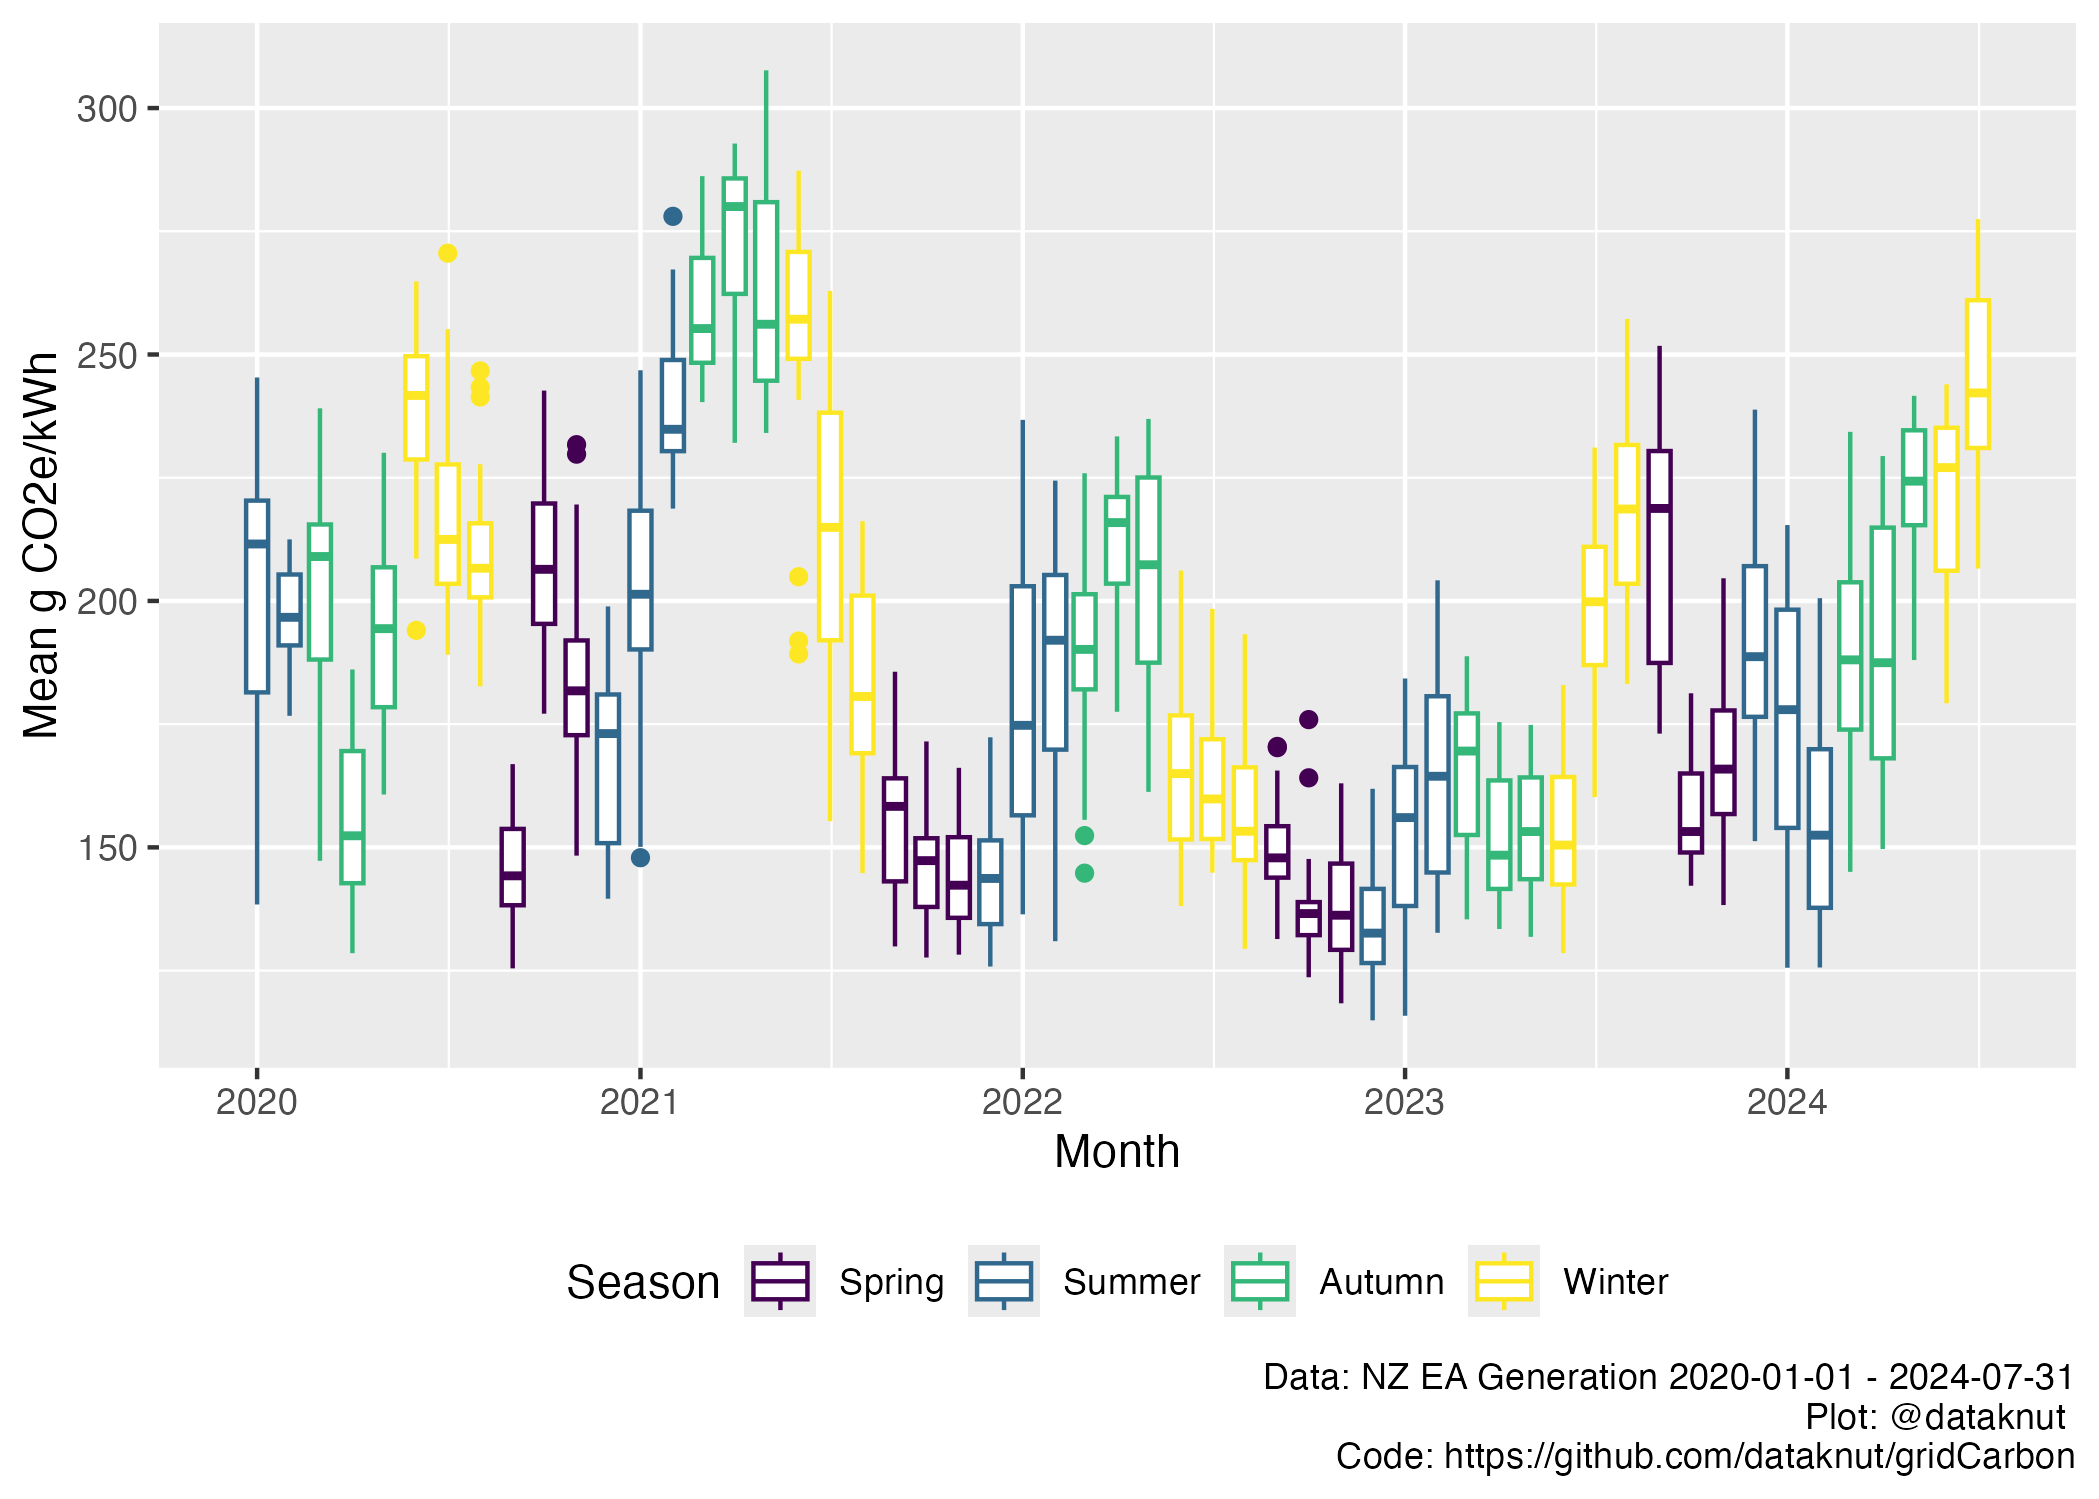 300
250
200
150
Mean g CO2e/kWh
2020 2021 2022 2023 2024
Month
Season Spring Summer Autumn Winter
Data: NZ EA Generation 2020-01-01 - 2024-07-31
Plot: @dataknut
Code: https://github.com/dataknut/gridCarbon